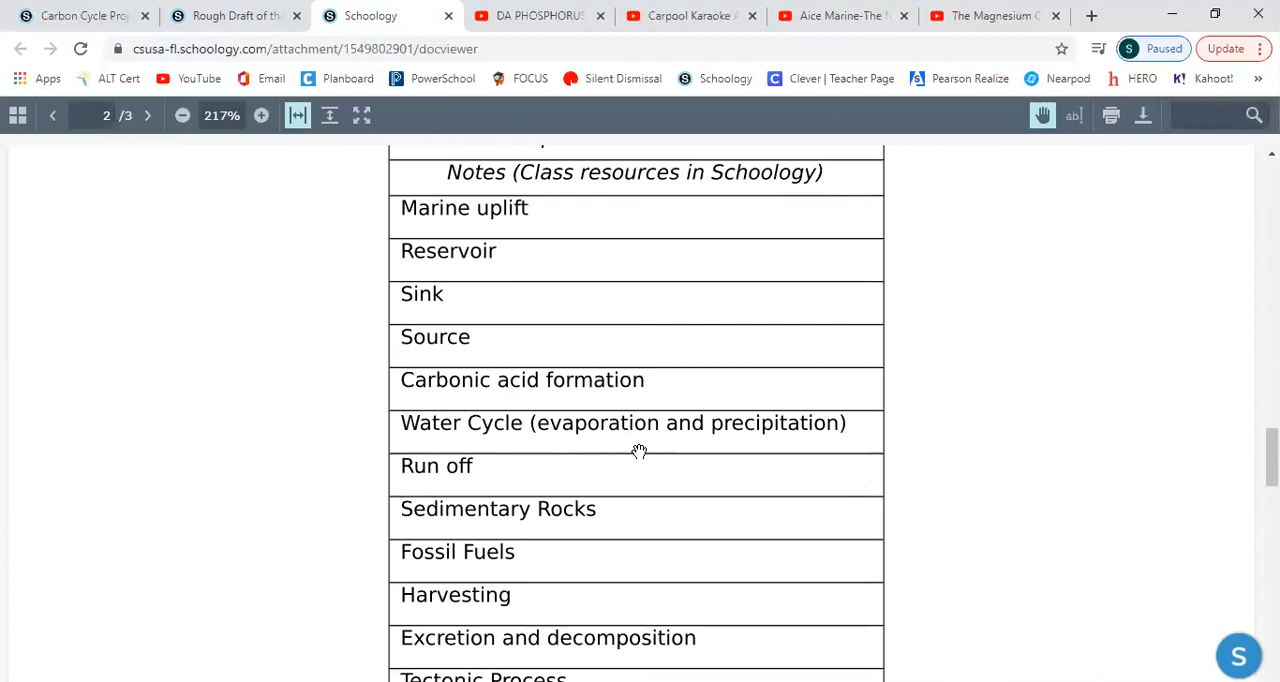 Carbon Cycle Proj
Rough Draft of the
Schoology
DA PHOSPHORUS
Carpool Karaoke
Aice Marine-The
The Magnesium
csusa-fl.schoology.com/attachment/1549802901/docviewer
S Paused
Update
Apps
ALT Cert
YouTube
Email
Planboard
PowerSchool
FOCUS
Silent Dismissal
Schoology
Clever | Teacher Page
Pearson Realize
Nearpod
HERO
Kahoot!
»
2 /3
217%
ab
Notes (Class resources in Schoology)
Marine uplift
Reservoir
Sink
Source
Carbonic acid formation
Water Cycle (evaporation and precipitation)
Run off
Sedimentary Rocks
Fossil Fuels
Harvesting
Excretion and decomposition
Tectonic Process
S